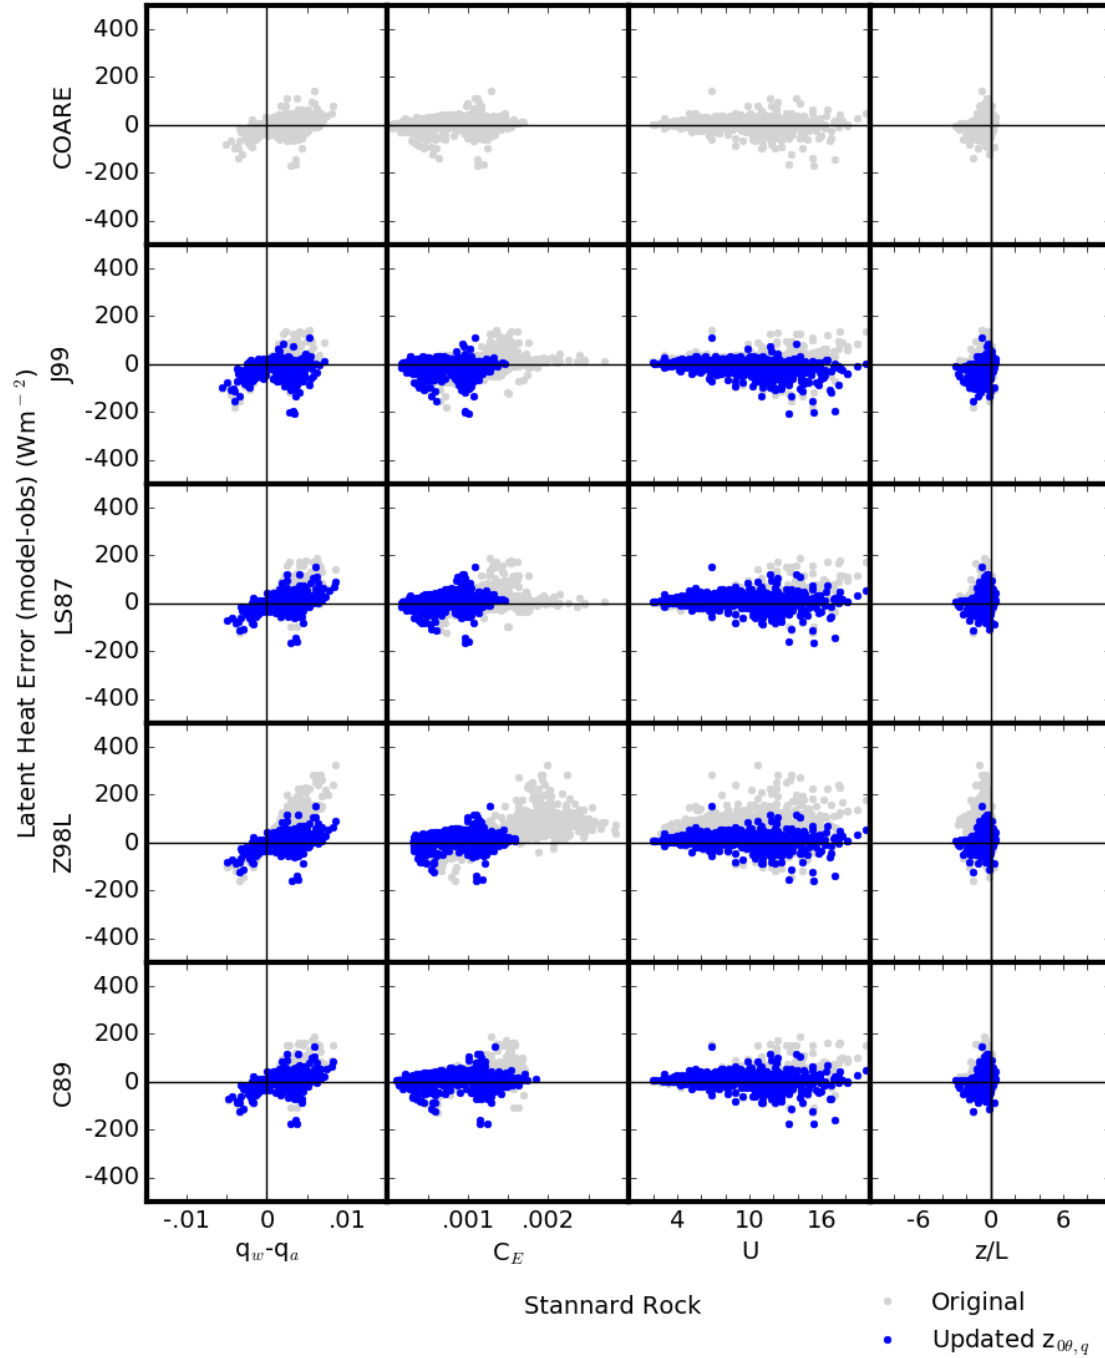 Latent Heat Error (model-obs) (Wm⁻²)
COARE
400
200
0
-200
-400
J99
400
200
0
-200
-400
LS87
400
200
0
-200
-400
Z98L
400
200
0
-200
-400
C89
400
200
0
-200
-400
-.01 0 .01 .001 .002 4 10 16 -6 0 6
q_w-q_a C_E U z/L
Stannard Rock
Original
Updated z_{0θ,q}